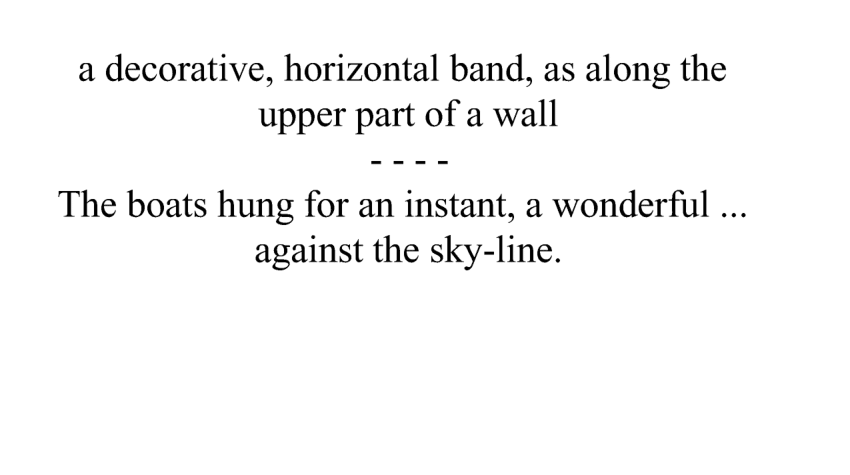 a decorative, horizontal band, as along the
upper part of a wall
- - - -
The boats hung for an instant, a wonderful ...
against the sky-line.